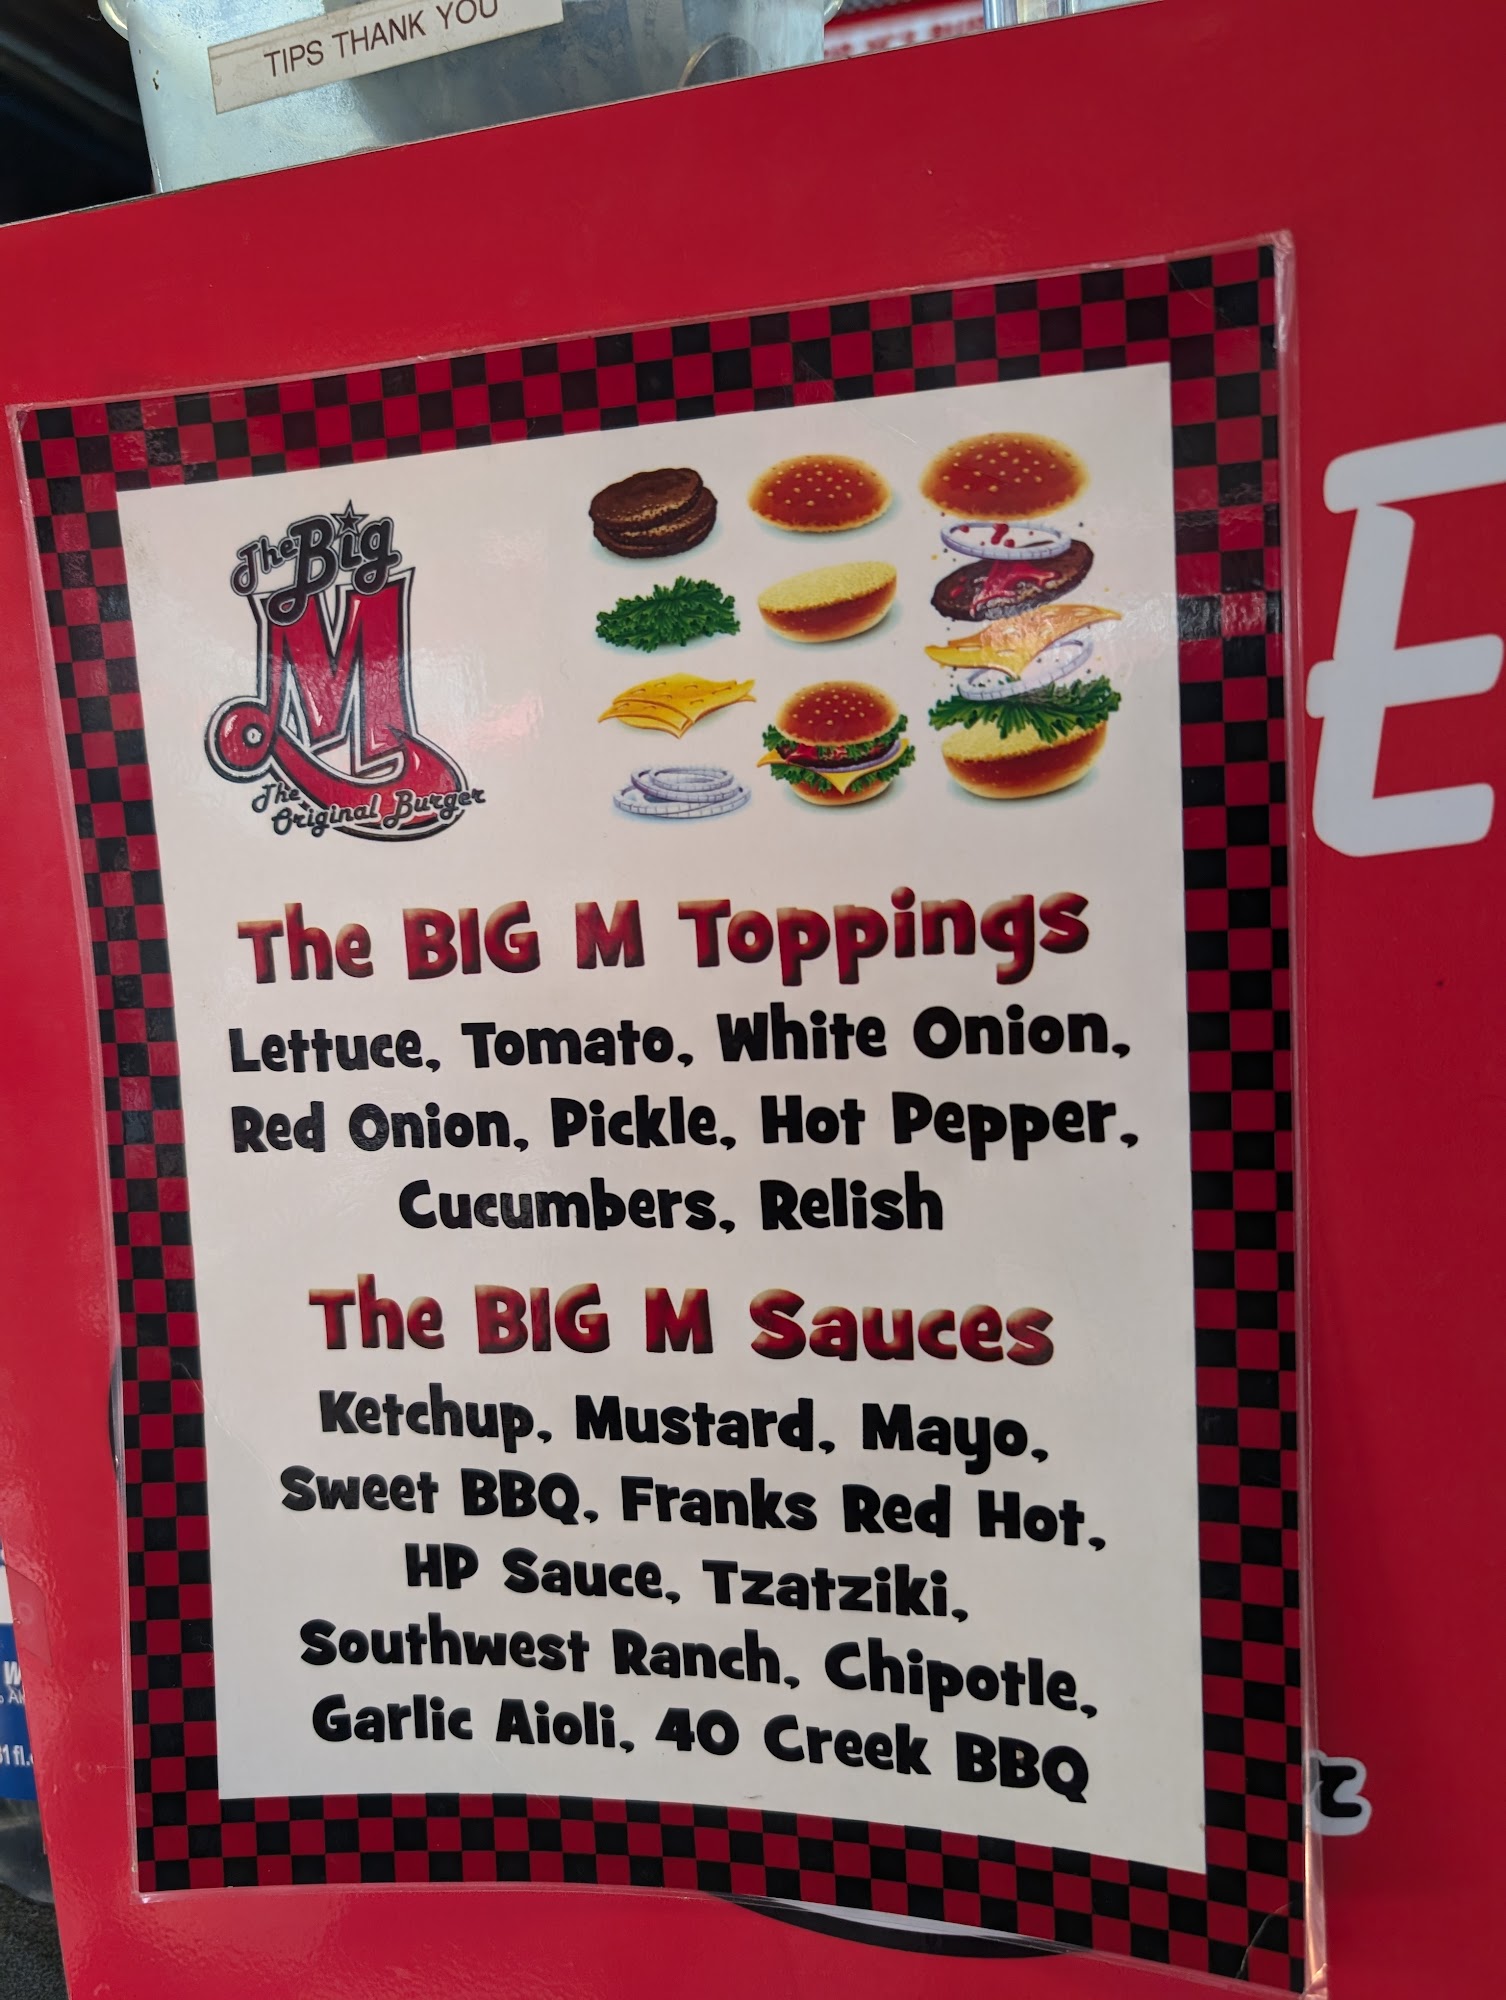 TIPS THANK YOU
The Big
M
The
Original Burger
E
The BIG M Toppings
Lettuce, Tomato, White Onion,
Red Onion, Pickle, Hot Pepper,
Cucumbers, Relish
The BIG M Sauces
Ketchup, Mustard, Mayo,
Sweet BBQ, Franks Red Hot,
HP Sauce, Tzatziki,
Southwest Ranch, Chipotle,
Garlic Aioli, 40 Creek BBQ